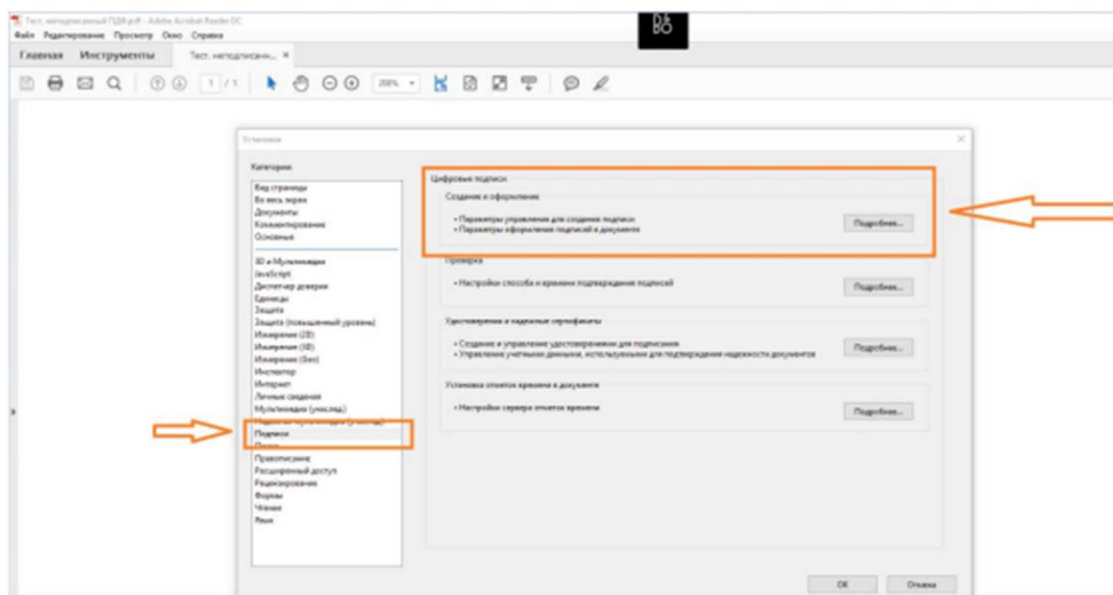 Тест. неподписанный ПДФ.pdf - Adobe Acrobat Reader DC
Файл Редактирование Просмотр Окно Справка
Главная Инструменты Тест. неподписанн... ×
1 / 1 200%
Установки
Категории:
Вид страницы
Во весь экран
Документы
Комментирование
Основные
3D и Мультимедиа
JavaScript
Диспетчер доверия
Единицы
Защита
Защита (повышенный уровень)
Измерение (2D)
Измерение (3D)
Измерение (Geo)
Инспектор
Интернет
Личные сведения
Мультимедиа (унаслед.)
Подписи
Поиск
Правописание
Расширенный доступ
Рецензирование
Формы
Чтение
Язык
Цифровые подписи
Создание и оформление
• Параметры управления для создания подписи
• Параметры оформления подписей в документе
Подробнее...
Проверка
• Настройки способа и времени подтверждения подписей
Подробнее...
Удостоверения и надежные сертификаты
• Создание и управление удостоверениями для подписания
• Управление учетными данными, используемыми для подтверждения надежности документов
Подробнее...
Установка отметок времени в документе
• Настройки сервера отметок времени
Подробнее...
OK Отмена